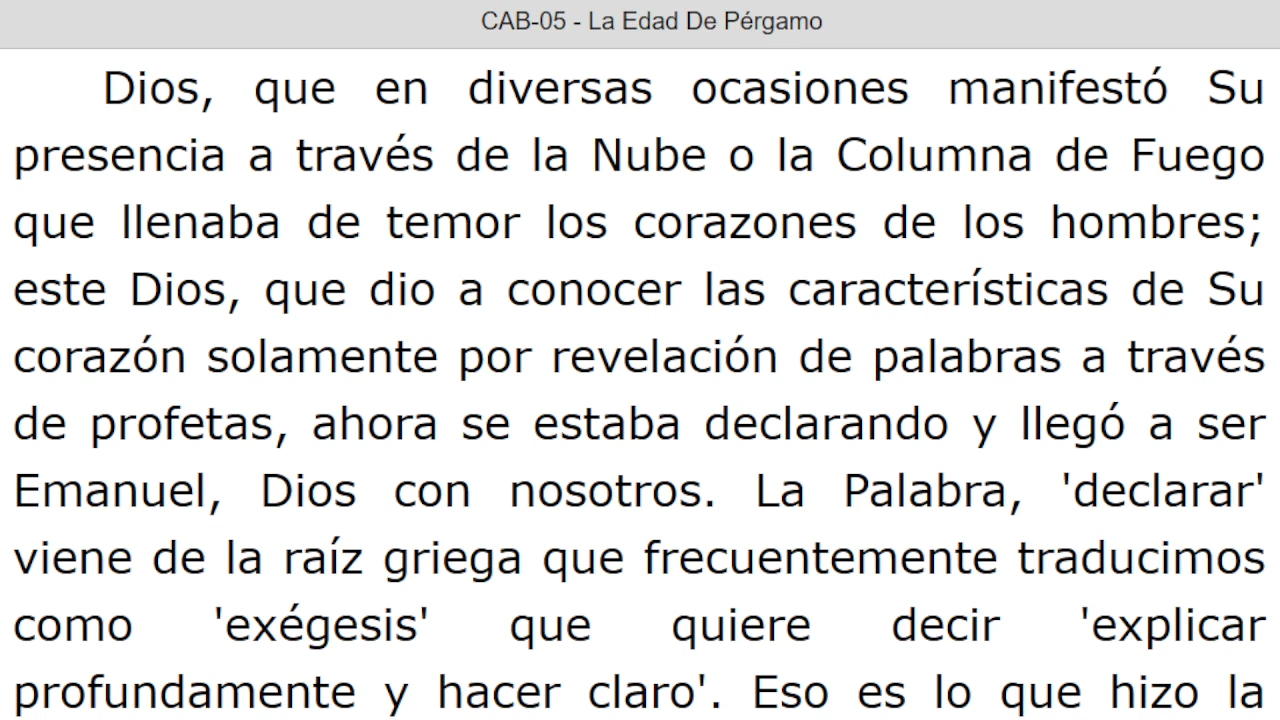 CAB-05 - La Edad De Pérgamo
Dios, que en diversas ocasiones manifestó Su
presencia a través de la Nube o la Columna de Fuego
que llenaba de temor los corazones de los hombres;
este Dios, que dio a conocer las características de Su
corazón solamente por revelación de palabras a través
de profetas, ahora se estaba declarando y llegó a ser
Emanuel, Dios con nosotros. La Palabra, 'declarar'
viene de la raíz griega que frecuentemente traducimos
como 'exégesis' que quiere decir 'explicar
profundamente y hacer claro'. Eso es lo que hizo la